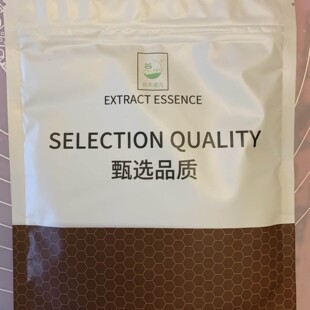 EXTRACT ESSENCE
SELECTION QUALITY
甄选品质